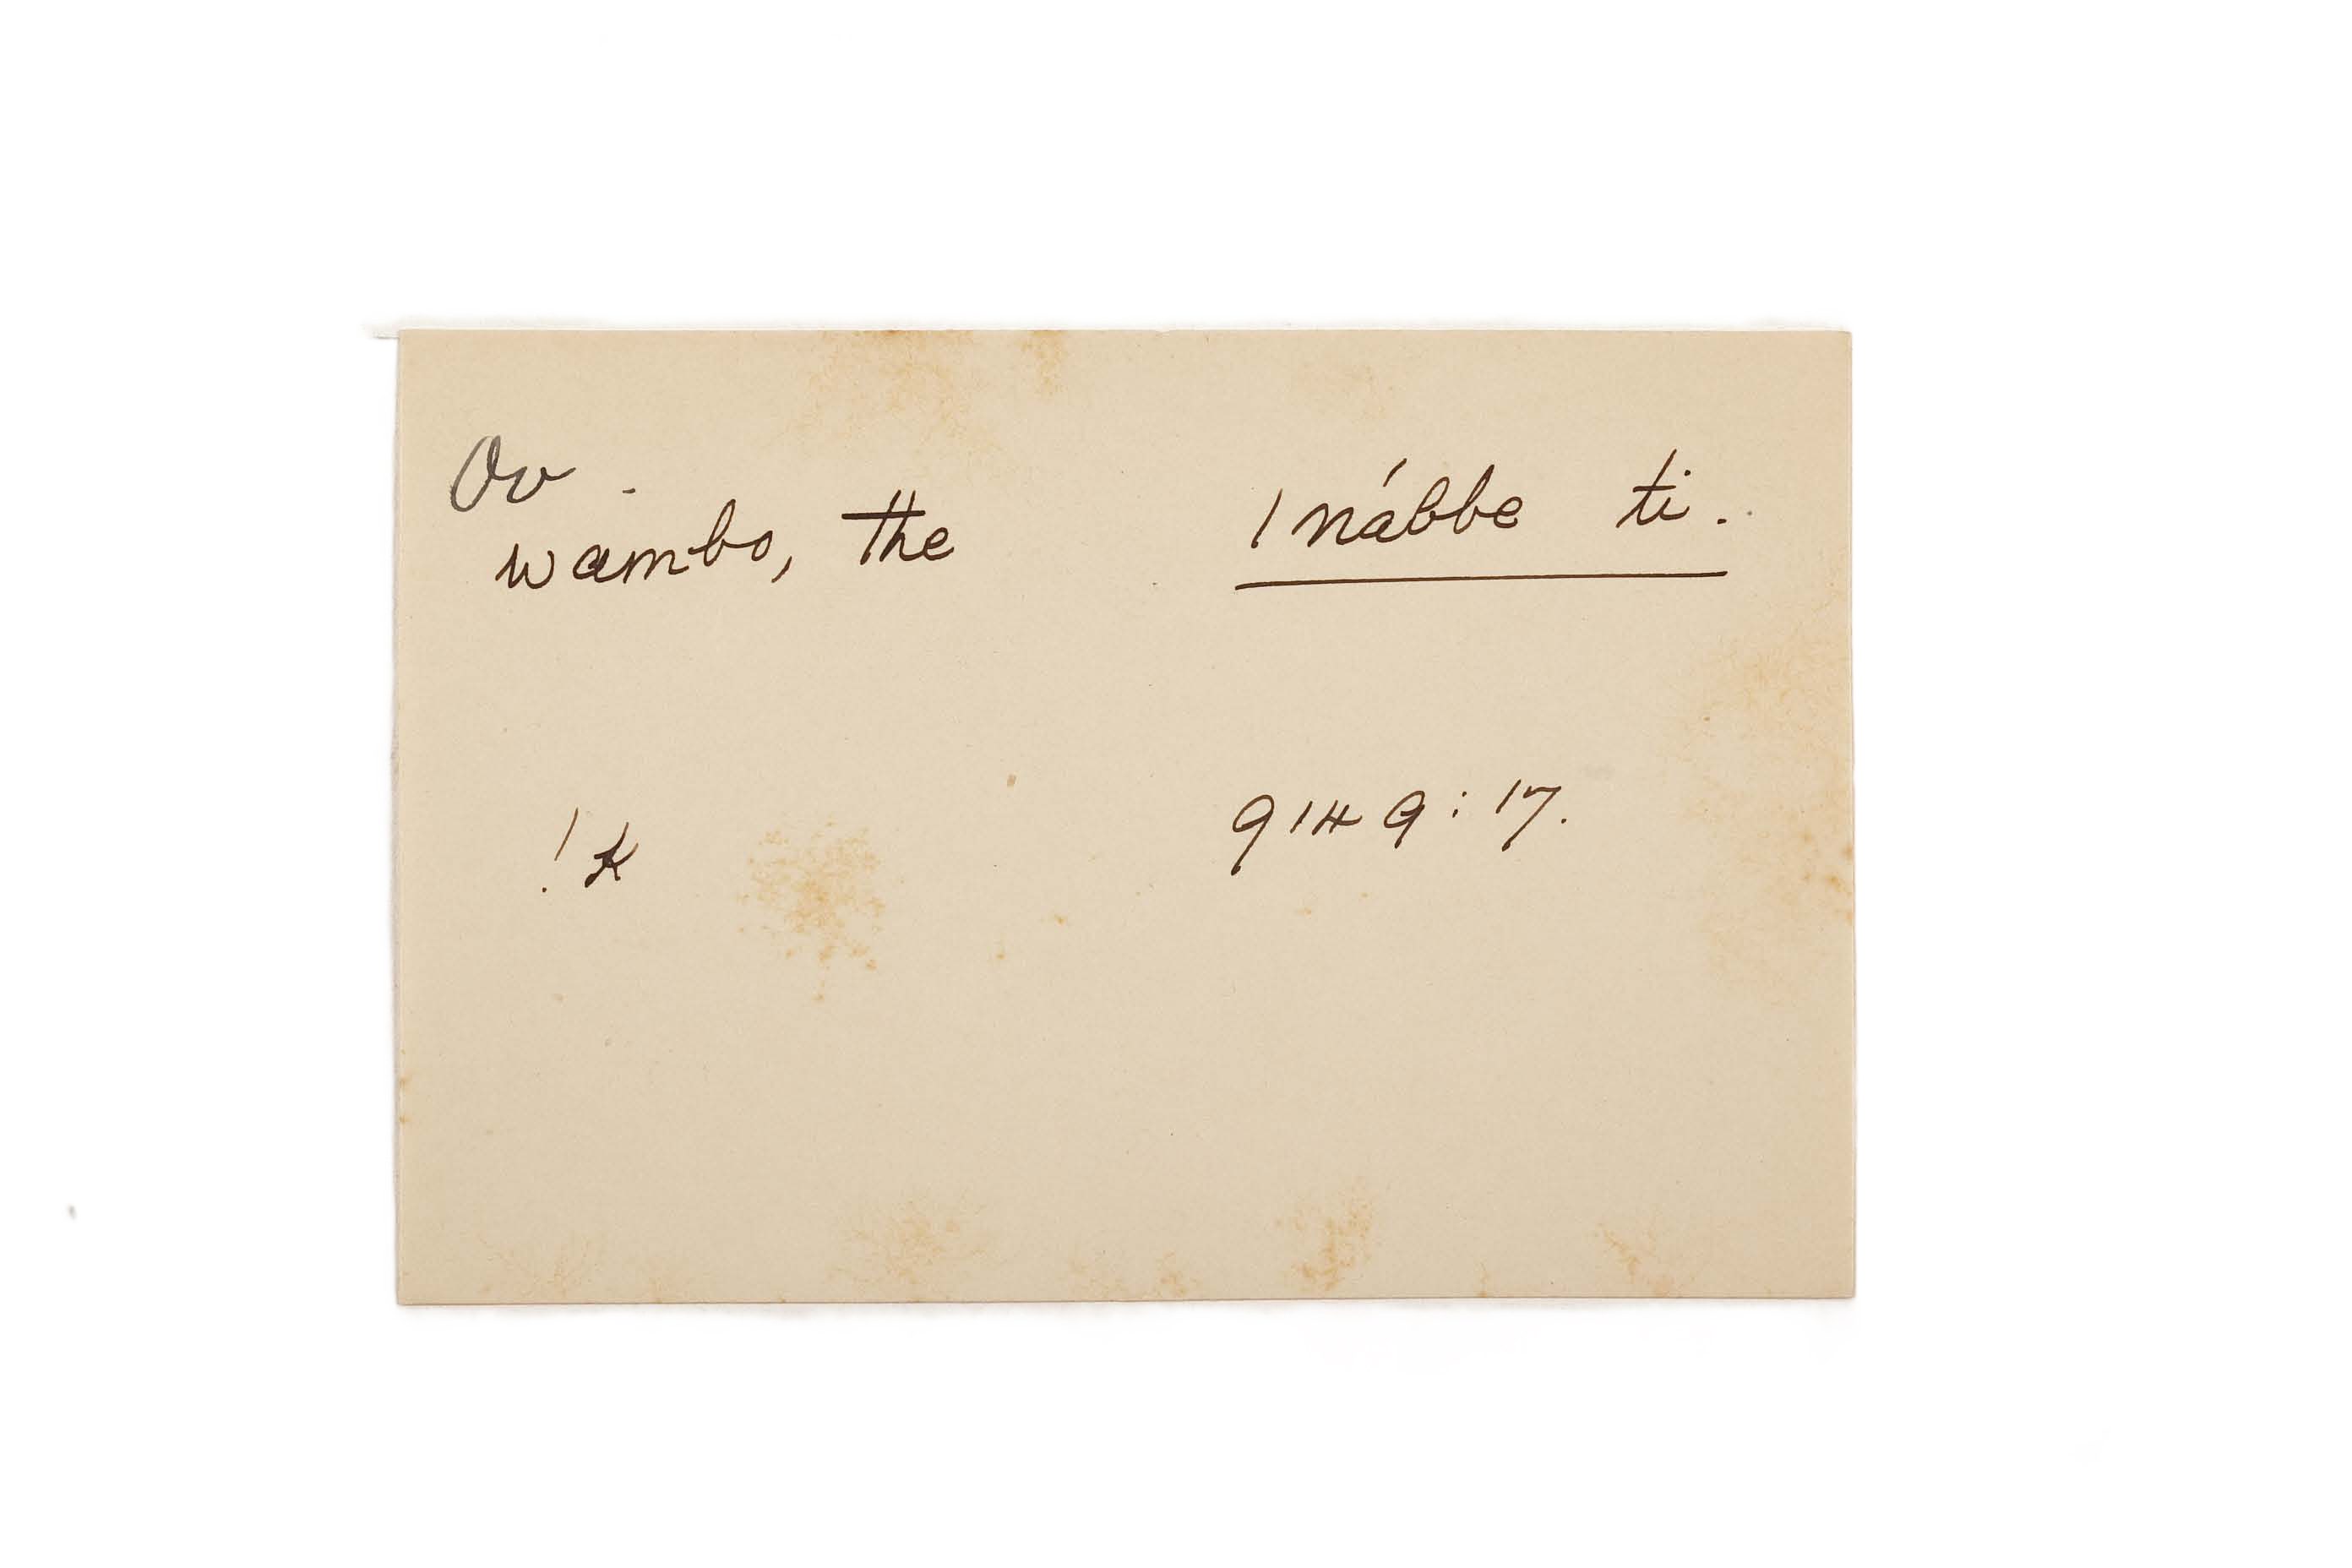 Ov -
wambo, the
|nábbe ti.
!k
9149:17.